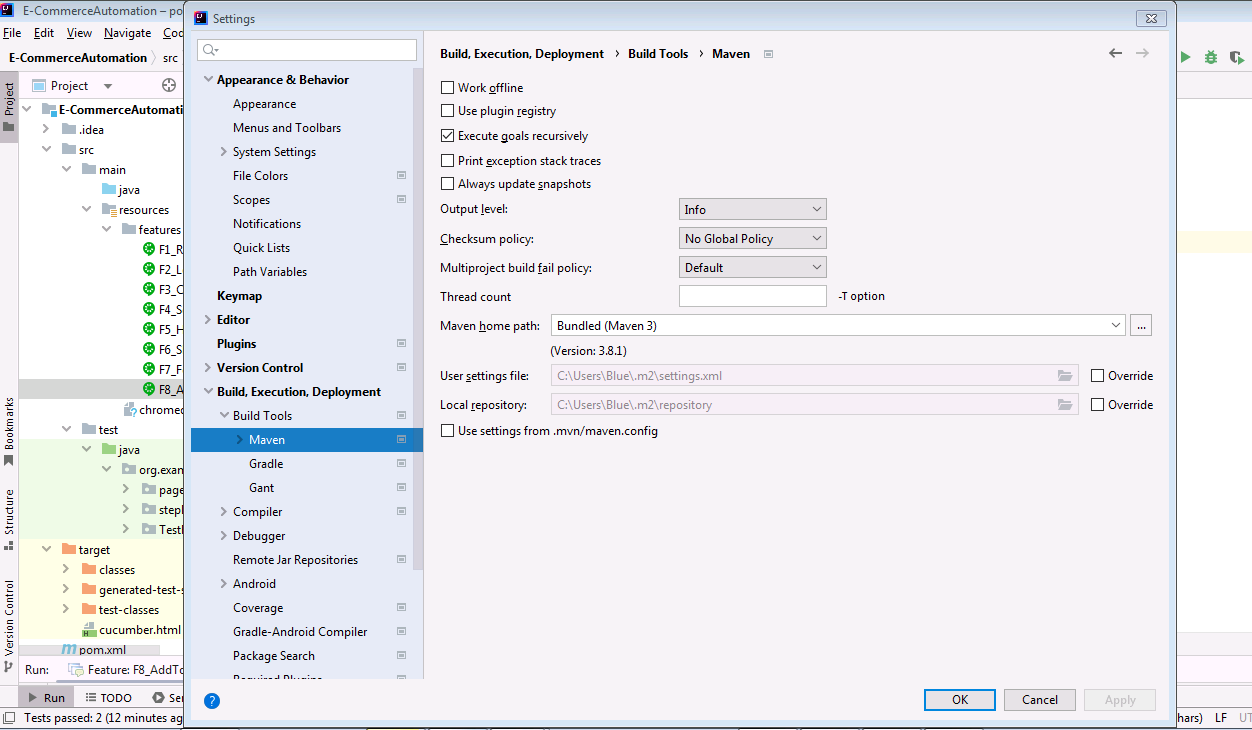 E-CommerceAutomation – po
Settings
File Edit View Navigate Cod
E-CommerceAutomation src
Project
Project
E-CommerceAutomati
.idea
src
main
java
resources
features
F1_R
F2_L
F3_C
F4_S
F5_H
F6_S
F7_F
F8_A
chromed
test
java
org.exam
page
stepl
target
classes
generated-test-s
test-classes
cucumber.html
pom.xml
Bookmarks
Structure
Version Control
Run: Feature: F8_AddTo
Run TODO Ser
Tests passed: 2 (12 minutes ag
Appearance & Behavior
Appearance
Menus and Toolbars
System Settings
File Colors
Scopes
Notifications
Quick Lists
Path Variables
Keymap
Editor
Plugins
Version Control
Build, Execution, Deployment
Build Tools
Maven
Gradle
Gant
Compiler
Debugger
Remote Jar Repositories
Android
Coverage
Gradle-Android Compiler
Package Search
Required Plugins
Build, Execution, Deployment › Build Tools › Maven
Work offline
Use plugin registry
Execute goals recursively
Print exception stack traces
Always update snapshots
Output level: Info
Checksum policy: No Global Policy
Multiproject build fail policy: Default
Thread count -T option
Maven home path: Bundled (Maven 3) ...
(Version: 3.8.1)
User settings file: C:\Users\Blue\.m2\settings.xml Override
Local repository: C:\Users\Blue\.m2\repository Override
Use settings from .mvn/maven.config
? OK Cancel Apply
hars) LF UT